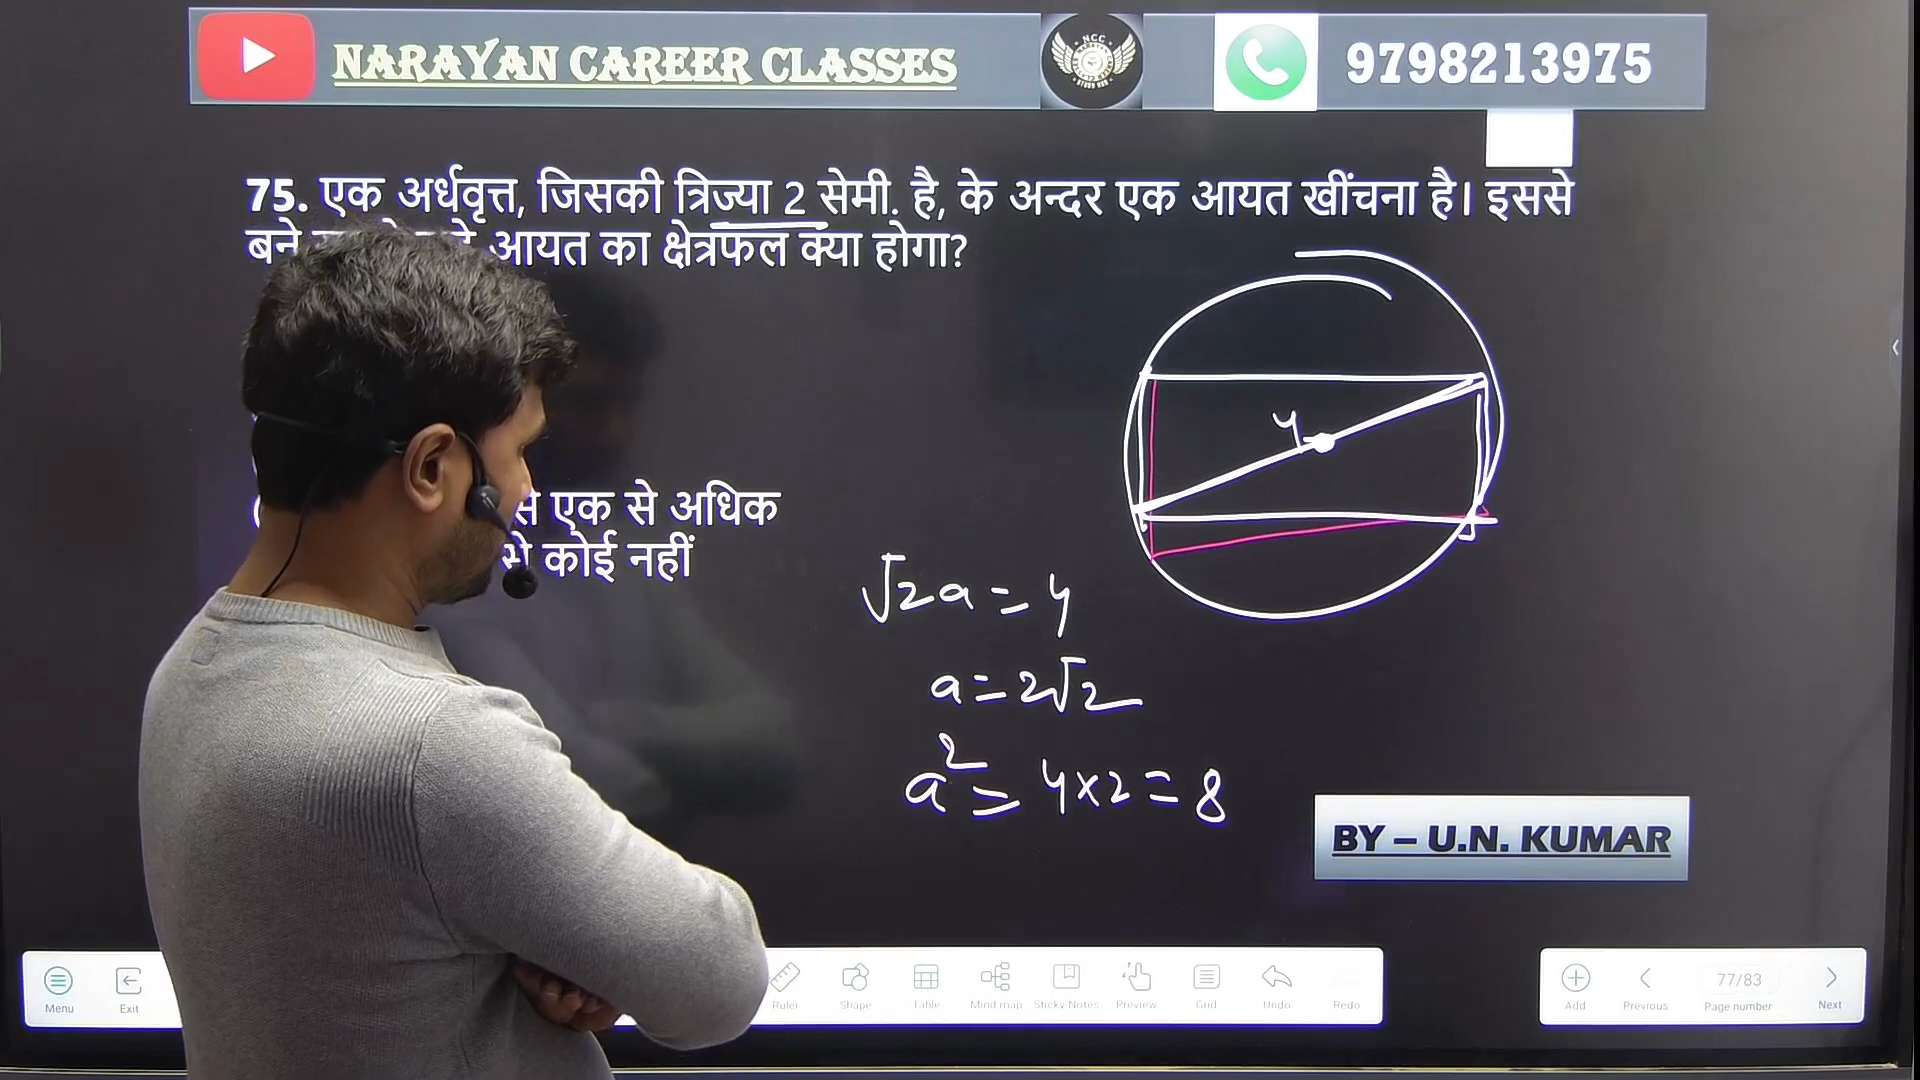 NARAYAN CAREER CLASSES
NCC
9798213975
75. एक अर्धवृत्त, जिसकी त्रिज्या 2 सेमी. है, के अन्दर एक आयत खींचना है। इससे
बने आयत का क्षेत्रफल क्या होगा?
4
एक से अधिक
से कोई नहीं
√2a = 4
a = 2√2
a² = 4×2 = 8
BY – U.N. KUMAR
Menu
Exit
Ruler
Shape
Table
Mind map
Sticky Notes
Preview
Grid
Undo
Redo
Add
Previous
77/83
Page number
Next